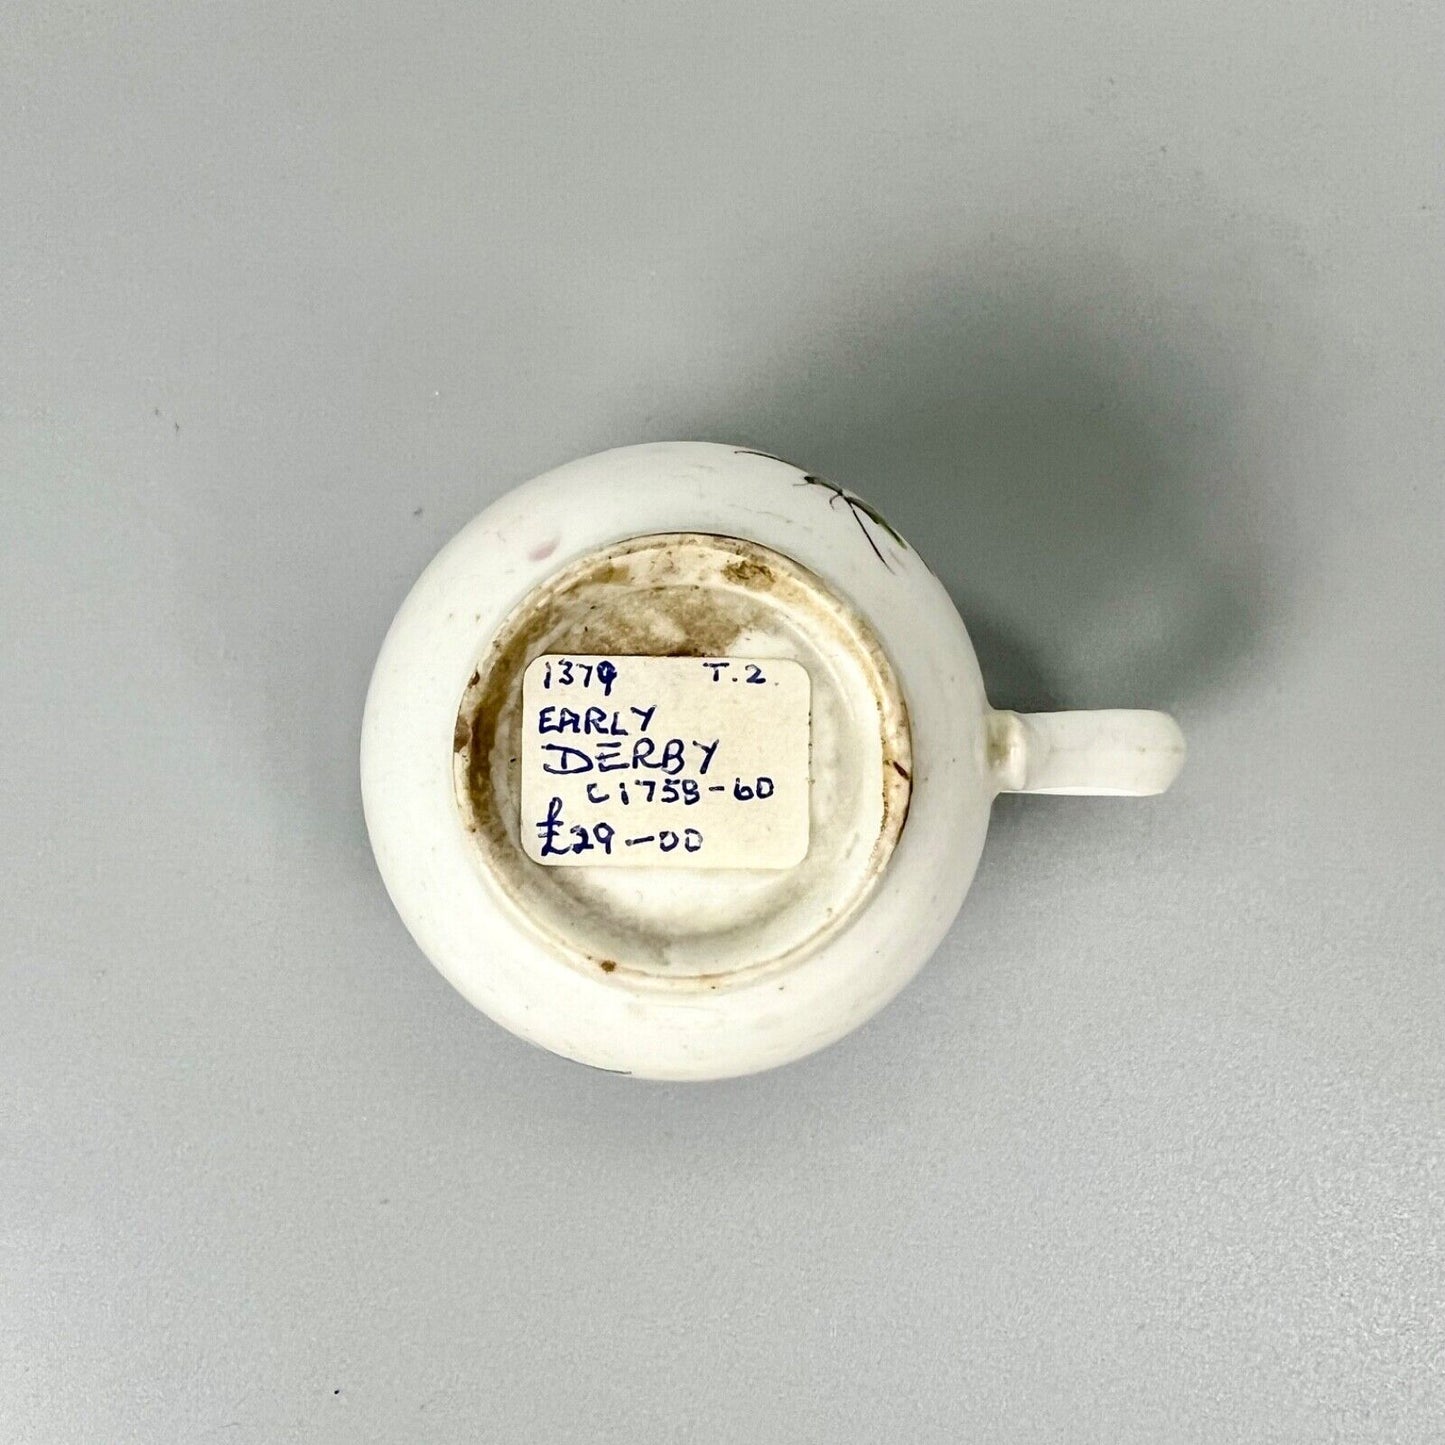 1379 T.2.
EARLY
DERBY
C1758-60
£29-00